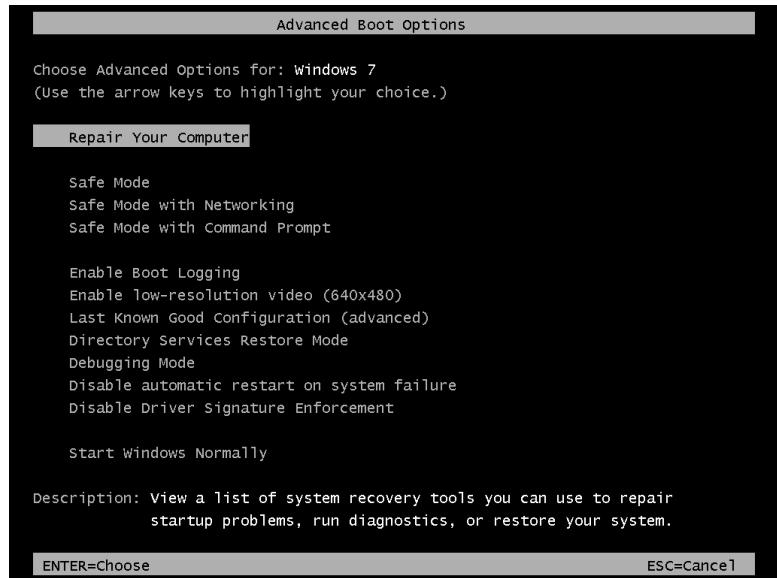 Advanced Boot Options
Choose Advanced Options for: Windows 7
(Use the arrow keys to highlight your choice.)
Repair Your Computer
Safe Mode
Safe Mode with Networking
Safe Mode with Command Prompt
Enable Boot Logging
Enable low-resolution video (640x480)
Last Known Good Configuration (advanced)
Directory Services Restore Mode
Debugging Mode
Disable automatic restart on system failure
Disable Driver Signature Enforcement
Start Windows Normally
Description: View a list of system recovery tools you can use to repair
startup problems, run diagnostics, or restore your system.
ENTER=Choose ESC=Cancel